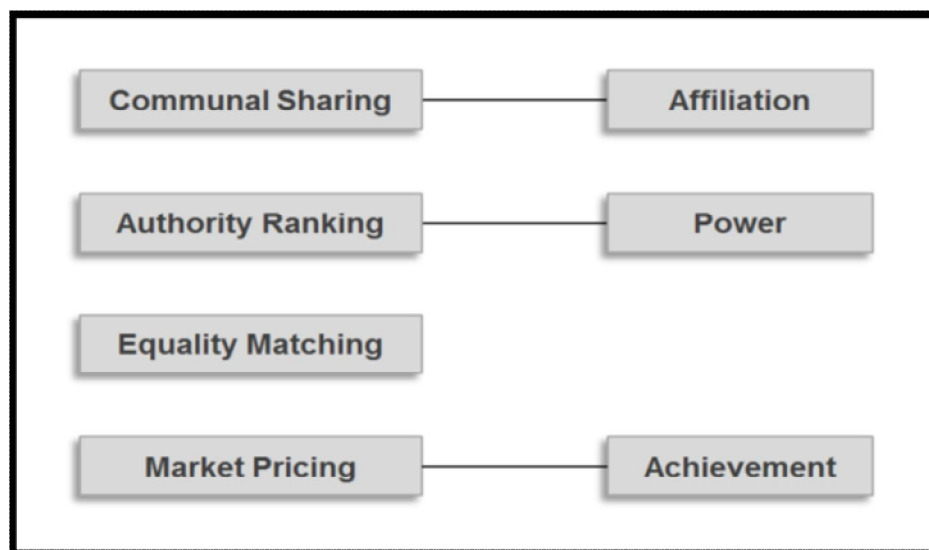 Communal Sharing
Affiliation
Authority Ranking
Power
Equality Matching
Market Pricing
Achievement